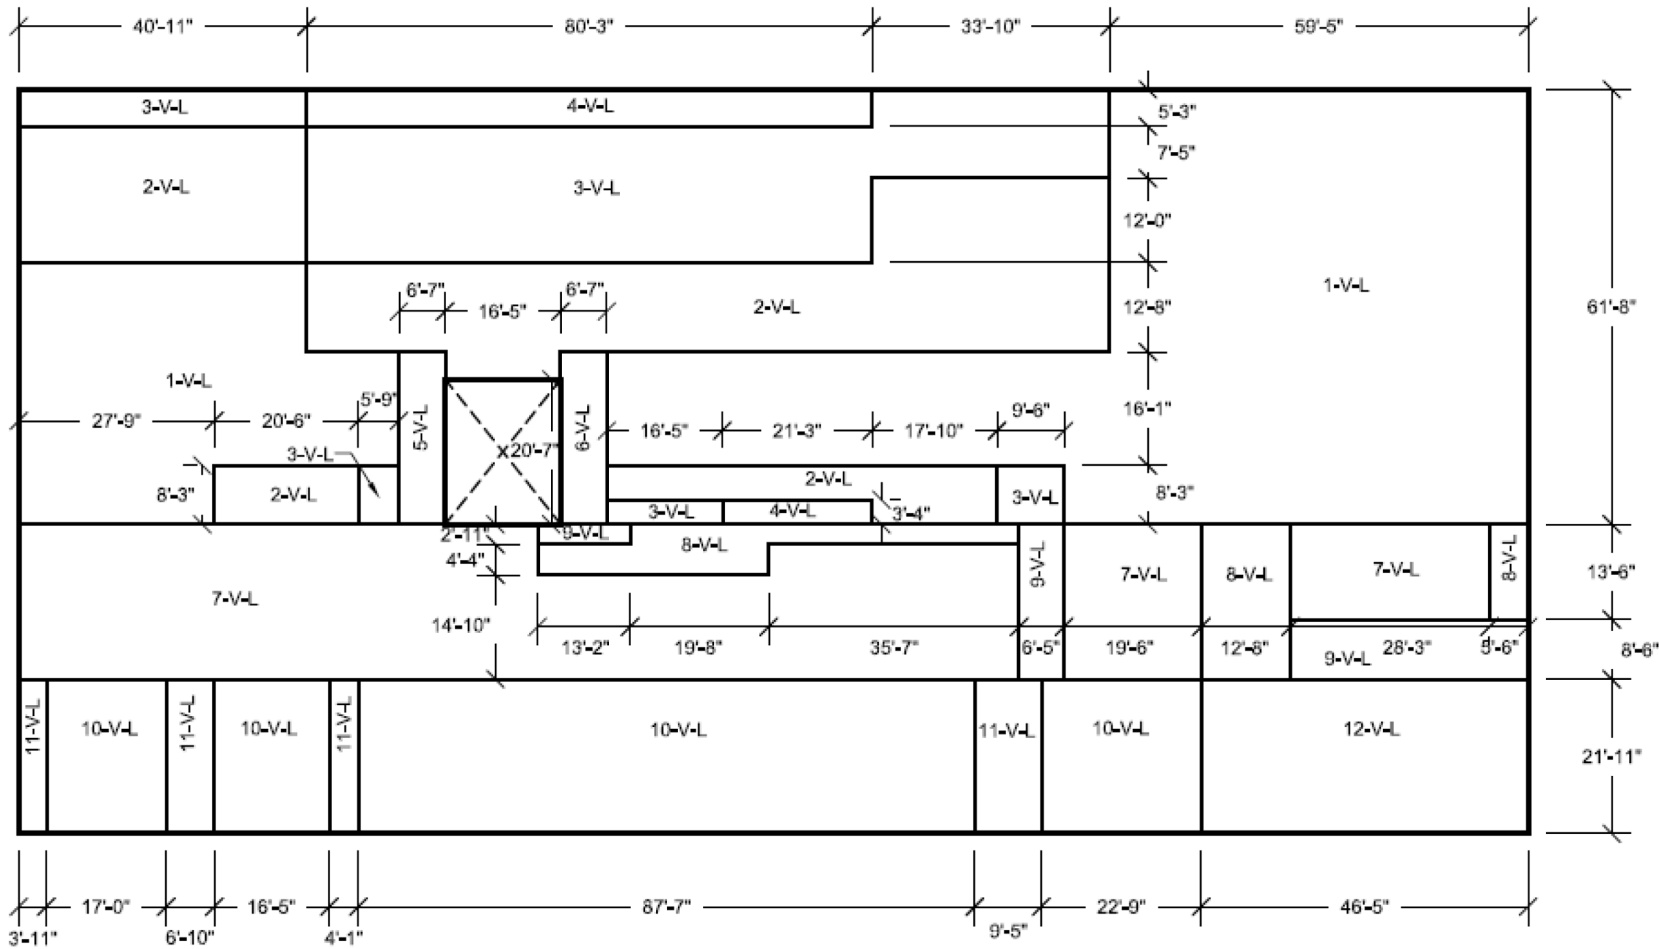 40'-11" 80'-3" 33'-10" 59'-5"
3-V-L 4-V-L 5'-3"
7'-5"
2-V-L 3-V-L
12'-0"
1-V-L
6'-7" 16'-5" 6'-7" 2-V-L 12'-8" 61'-8"
1-V-L
27'-9" 20'-6" 5'-9" 5-V-L 6-V-L 16'-5" 21'-3" 17'-10" 9'-6" 16'-1"
3-V-L 20'-7"
8'-3" 2-V-L 2-V-L 3-V-L 8'-3"
3-V-L 4-V-L 3'-4"
2'-11" 9-V-L
4'-4" 8-V-L 9-V-L 7-V-L 8-V-L 7-V-L 8-V-L 13'-6"
7-V-L
14'-10"
13'-2" 19'-8" 35'-7" 6'-5" 19'-6" 12'-8" 9-V-L 28'-3" 5'-6" 8'-6"
11-V-L 10-V-L 11-V-L 10-V-L 11-V-L 10-V-L 11-V-L 10-V-L 12-V-L
21'-11"
17'-0" 16'-5" 87'-7" 22'-9" 46'-5"
3'-11" 6'-10" 4'-1" 9'-5"